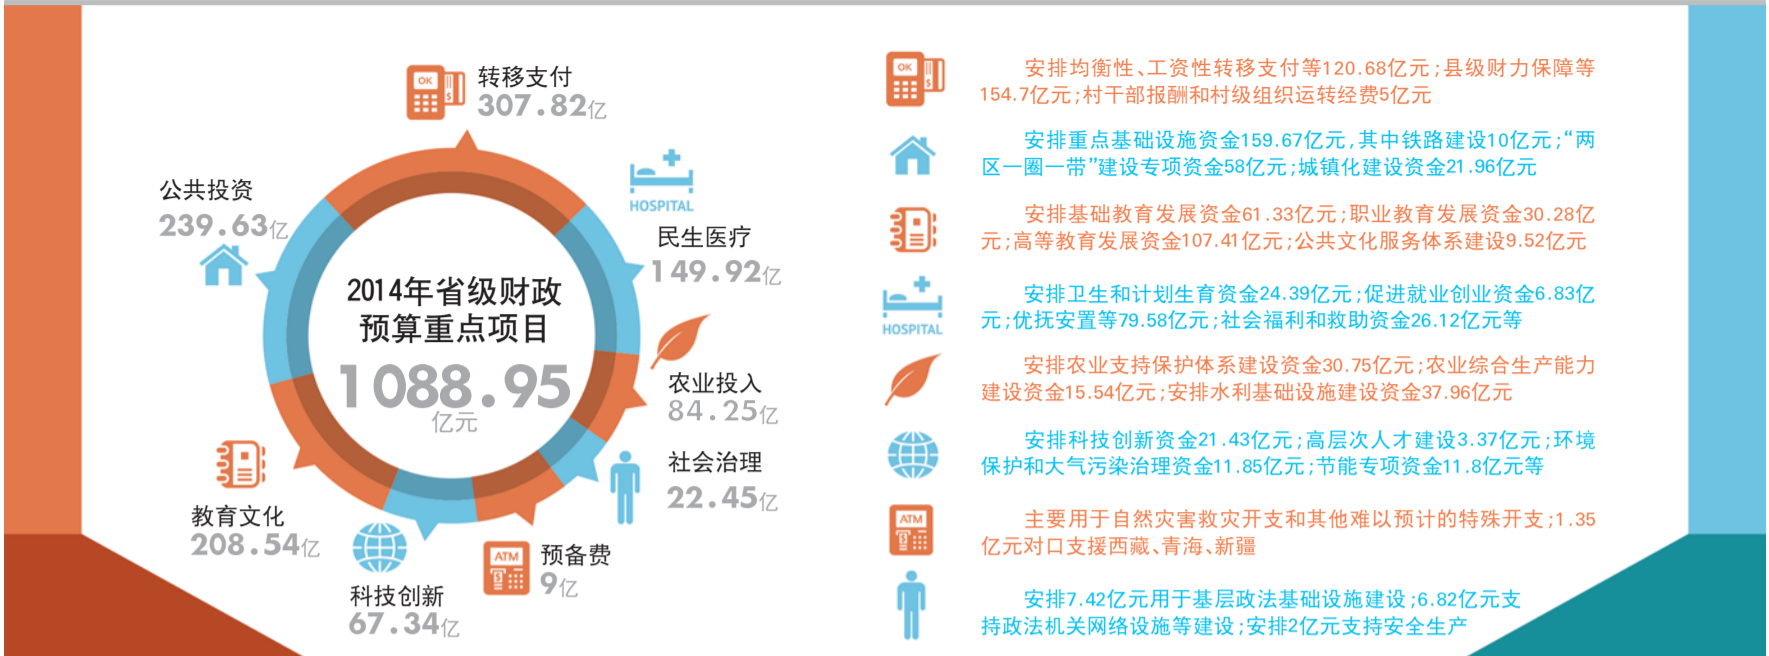 转移支付
307.82亿
公共投资
239.63亿
HOSPITAL
民生医疗
149.92亿
2014年省级财政
预算重点项目
1088.95
亿元
农业投入
84.25亿
社会治理
22.45亿
教育文化
208.54亿
ATM
预备费
9亿
科技创新
67.34亿
OK
OK
安排均衡性、工资性转移支付等120.68亿元;县级财力保障等
154.7亿元;村干部报酬和村级组织运转经费5亿元
安排重点基础设施资金159.67亿元,其中铁路建设10亿元;“两
区一圈一带”建设专项资金58亿元;城镇化建设资金21.96亿元
安排基础教育发展资金61.33亿元;职业教育发展资金30.28亿
元;高等教育发展资金107.41亿元;公共文化服务体系建设9.52亿元
HOSPITAL
安排卫生和计划生育资金24.39亿元;促进就业创业资金6.83亿
元;优抚安置等79.58亿元;社会福利和救助资金26.12亿元等
安排农业支持保护体系建设资金30.75亿元;农业综合生产能力
建设资金15.54亿元;安排水利基础设施建设资金37.96亿元
安排科技创新资金21.43亿元;高层次人才建设3.37亿元;环境
保护和大气污染治理资金11.85亿元;节能专项资金11.8亿元等
ATM
主要用于自然灾害救灾开支和其他难以预计的特殊开支;1.35
亿元对口支援西藏、青海、新疆
安排7.42亿元用于基层政法基础设施建设;6.82亿元支
持政法机关网络设施等建设;安排2亿元支持安全生产